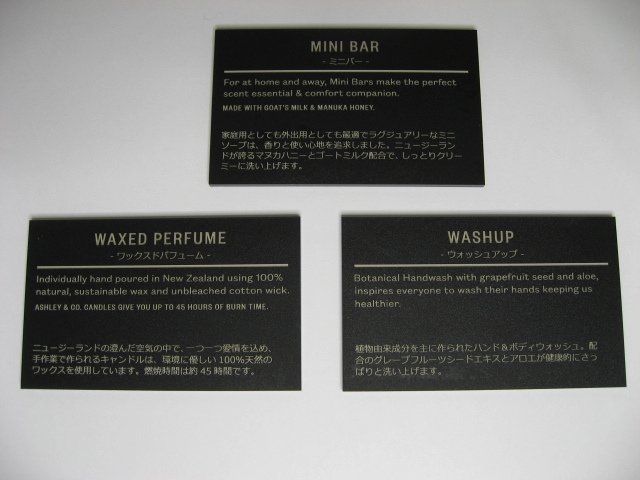 MINI BAR
- ミニバー -
For at home and away, Mini Bars make the perfect
scent essential & comfort companion.
MADE WITH GOAT'S MILK & MANUKA HONEY.
家庭用としても外出用としても最適でラグジュアリーなミニ
ソープは、香りと使い心地を追求しました。ニュージーラン
ドが誇るマヌカハニーとゴートミルク配合で、しっとりクリー
ミーに洗い上げます。
WAXED PERFUME
- ワックスドパフューム -
Individually hand poured in New Zealand using 100%
natural, sustainable wax and unbleached cotton wick.
ASHLEY & CO. CANDLES GIVE YOU UP TO 45 HOURS OF BURN TIME.
ニュージーランドの澄んだ空気の中で、一つ一つ愛情を込め、
手作業で作られるキャンドルは、環境に優しい100%天然の
ワックスを使用しています。燃焼時間は約45時間です。
WASHUP
- ウォッシュアップ -
Botanical Handwash with grapefruit seed and aloe,
inspires everyone to wash their hands keeping us
healthier.
植物由来成分を主に作られたハンド&ボディウォッシュ。配
合のグレープフルーツシードエキスとアロエが健康的にさっ
ぱりと洗い上げます。